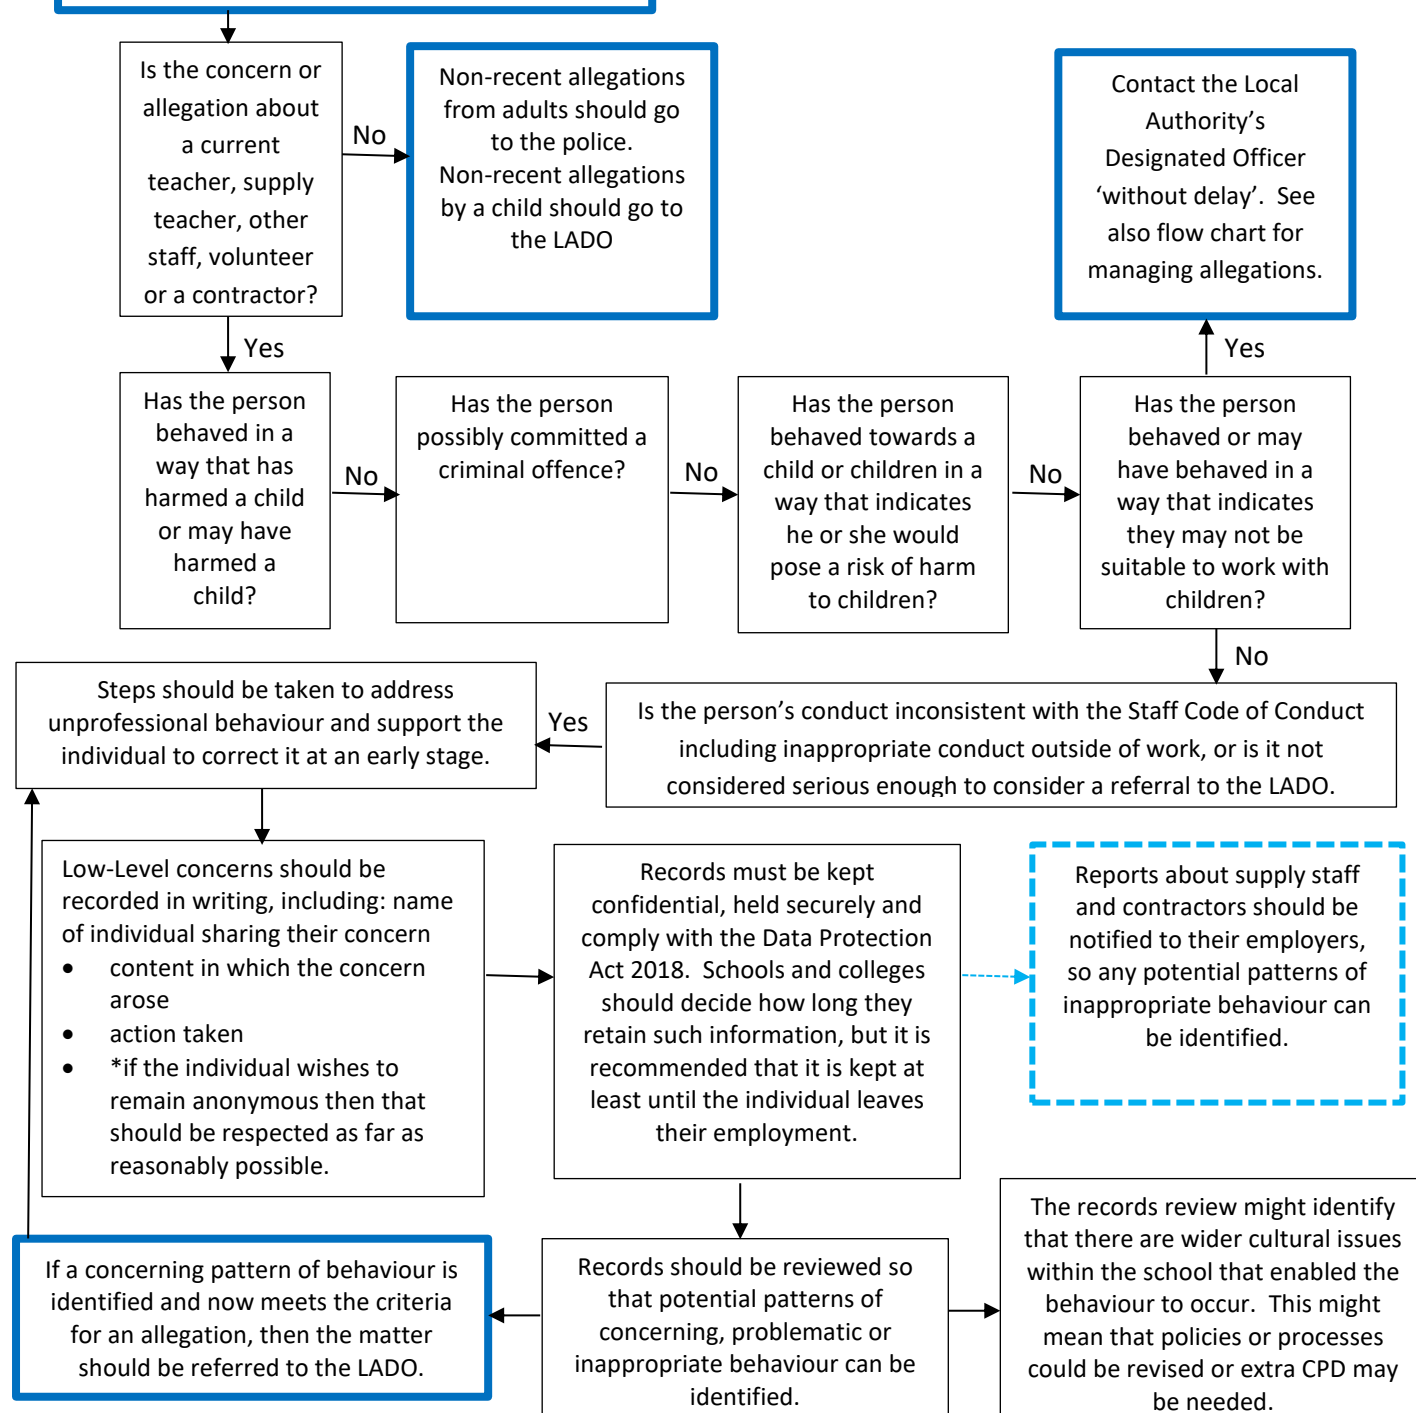 Is the concern or
allegation about
a current
teacher, supply
teacher, other
staff, volunteer
or a contractor?
No
Non-recent allegations
from adults should go
to the police.
Non-recent allegations
by a child should go to
the LADO
Contact the Local
Authority’s
Designated Officer
‘without delay’.  See
also flow chart for
managing allegations.
Yes
Yes
Has the person
behaved in a
way that has
harmed a child
or may have
harmed a
child?
No
Has the person
possibly committed a
criminal offence?
No
Has the person
behaved towards a
child or children in a
way that indicates
he or she would
pose a risk of harm
to children?
No
Has the person
behaved or may
have behaved in a
way that indicates
they may not be
suitable to work with
children?
No
Is the person’s conduct inconsistent with the Staff Code of Conduct
including inappropriate conduct outside of work, or is it not
considered serious enough to consider a referral to the LADO.
Yes
Steps should be taken to address
unprofessional behaviour and support the
individual to correct it at an early stage.
Low-Level concerns should be
recorded in writing, including: name
of individual sharing their concern
• content in which the concern
arose
• action taken
• *if the individual wishes to
remain anonymous then that
should be respected as far as
reasonably possible.
Records must be kept
confidential, held securely and
comply with the Data Protection
Act 2018.  Schools and colleges
should decide how long they
retain such information, but it is
recommended that it is kept at
least until the individual leaves
their employment.
Reports about supply staff
and contractors should be
notified to their employers,
so any potential patterns of
inappropriate behaviour can
be identified.
If a concerning pattern of behaviour is
identified and now meets the criteria
for an allegation, then the matter
should be referred to the LADO.
Records should be reviewed so
that potential patterns of
concerning, problematic or
inappropriate behaviour can be
identified.
The records review might identify
that there are wider cultural issues
within the school that enabled the
behaviour to occur.  This might
mean that policies or processes
could be revised or extra CPD may
be needed.